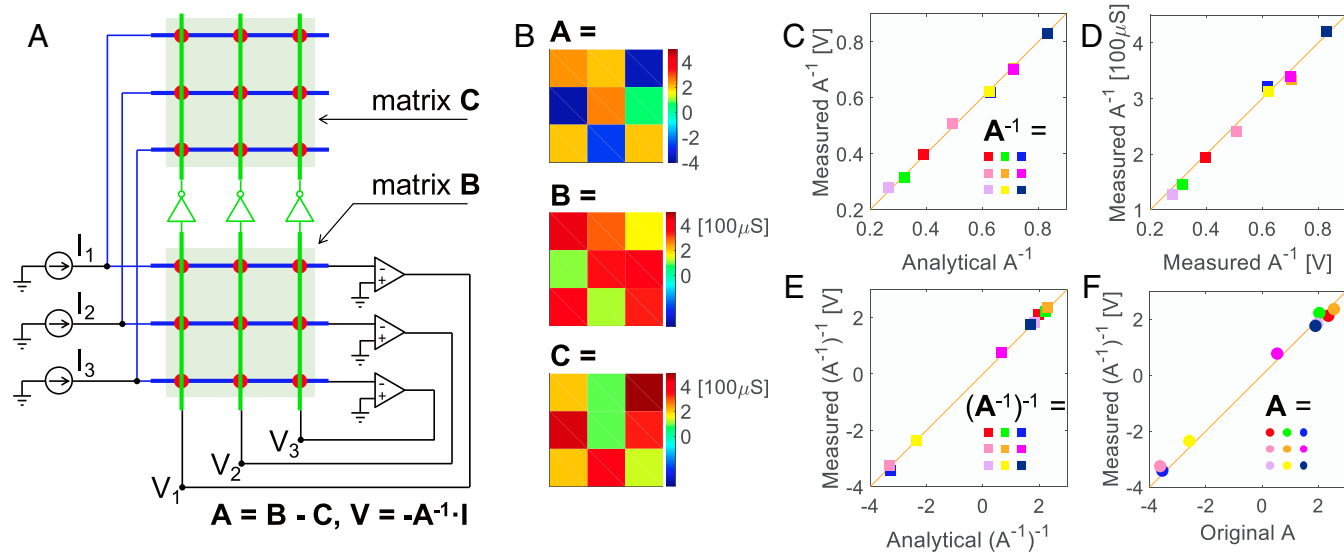 A
matrix C
matrix B
I1
I2
I3
V3
V2
V1
A = B - C, V = -A⁻¹·I
B
A =
4
2
0
-2
-4
B =
4 [100μS]
2
0
C =
4 [100μS]
2
0
C
Measured A⁻¹ [V]
0.8
0.6
0.4
0.2
A⁻¹ =
0.2 0.4 0.6 0.8
Analytical A⁻¹
D
Measured A⁻¹ [100μS]
4
3
2
1
0.2 0.4 0.6 0.8
Measured A⁻¹ [V]
E
Measured (A⁻¹)⁻¹ [V]
2
0
-2
-4
(A⁻¹)⁻¹ =
-4 -2 0 2
Analytical (A⁻¹)⁻¹
F
Measured (A⁻¹)⁻¹ [V]
2
0
-2
-4
A =
-4 -2 0 2
Original A